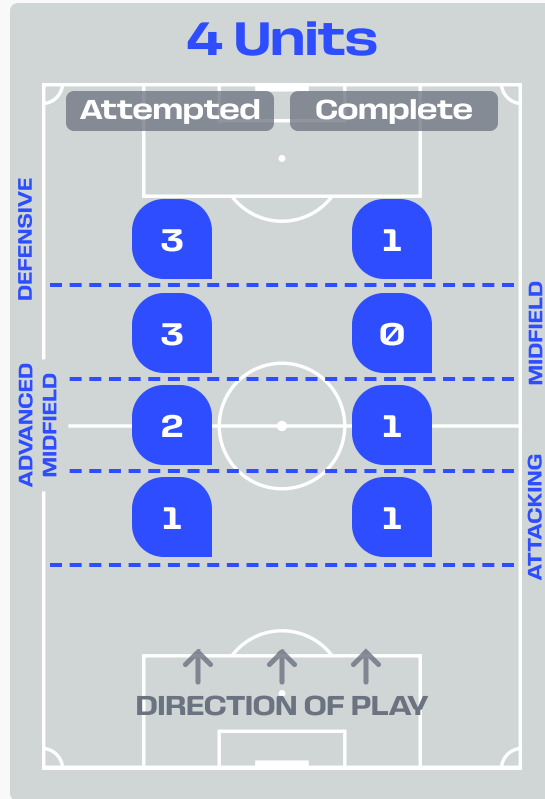 4 Units
Attempted Complete
DEFENSIVE
3 1
3 0
MIDFIELD
ADVANCED
MIDFIELD
2 1
1 1
ATTACKING
DIRECTION OF PLAY